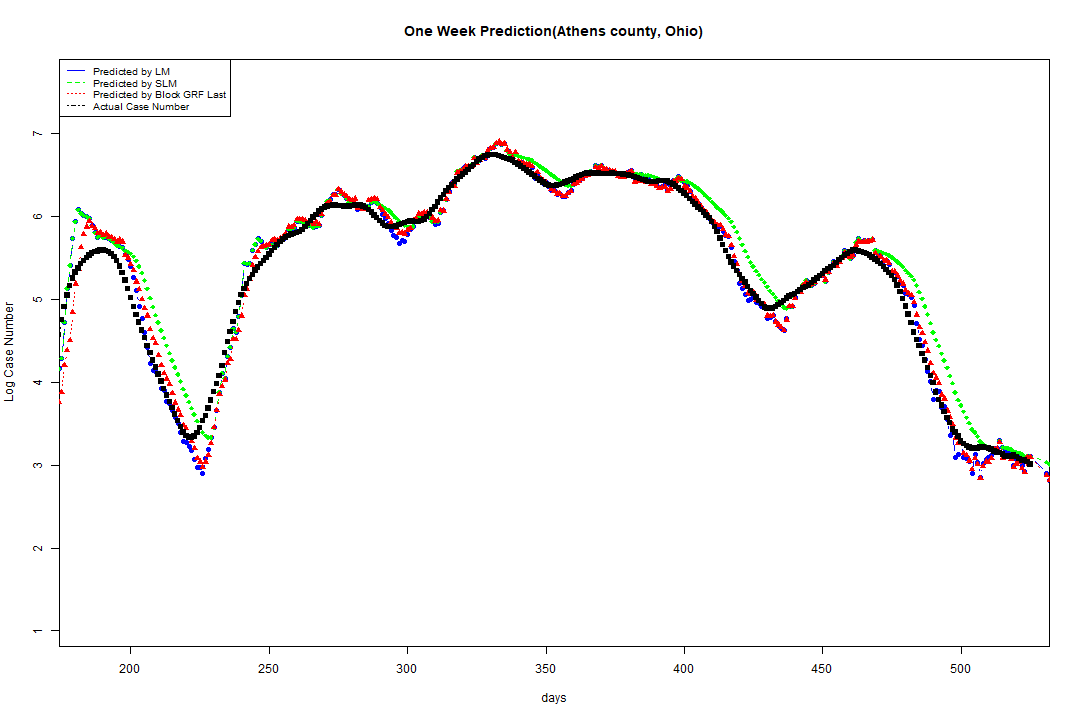 One Week Prediction(Athens county, Ohio)
Predicted by LM
Predicted by SLM
Predicted by Block GRF Last
Actual Case Number
7
6
5
4
3
2
1
Log Case Number
200 250 300 350 400 450 500
days